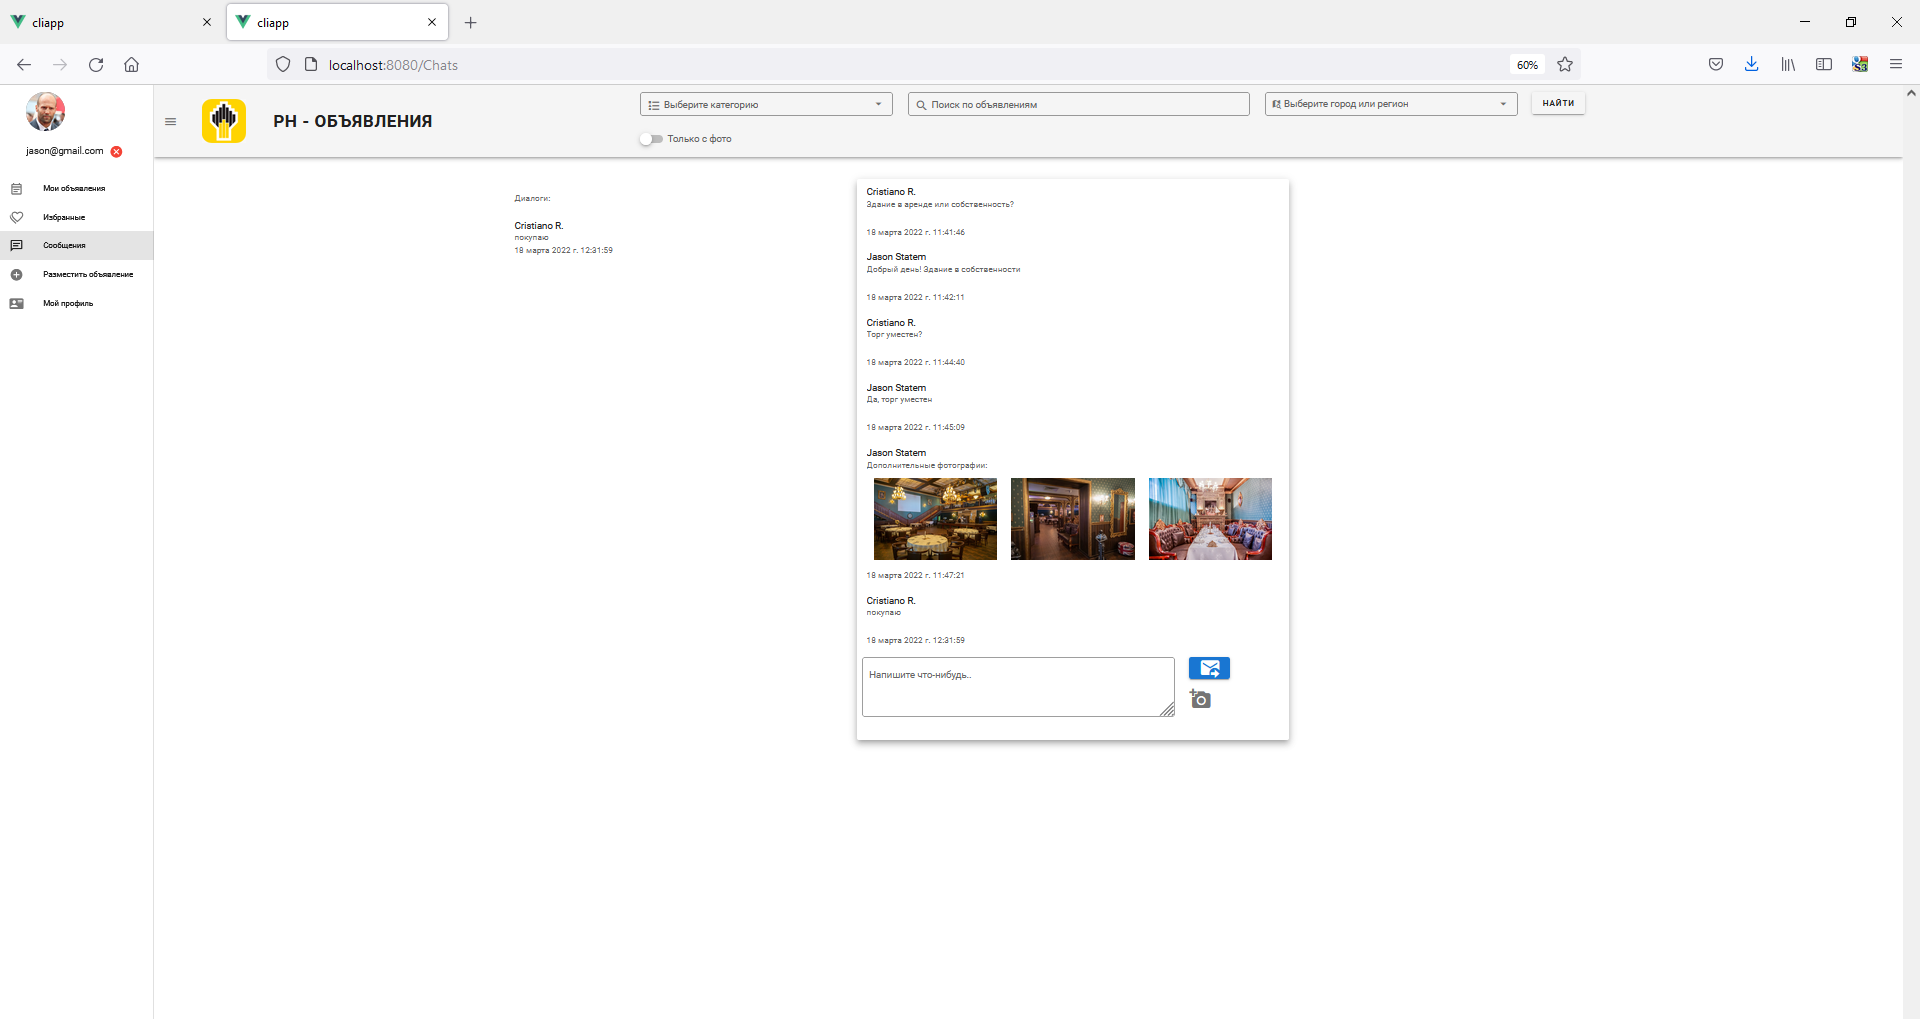 cliapp
cliapp
localhost:8080/Chats
60%
jason@gmail.com
Мои объявления
Избранные
Сообщения
Разместить объявление
Мой профиль
РН - ОБЪЯВЛЕНИЯ
Выберите категорию
Поиск по объявлениям
Выберите город или регион
НАЙТИ
Только с фото
Диалоги:
Cristiano R.
покупаю
18 марта 2022 г. 12:31:59
Cristiano R.
Здание в аренде или собственность?
18 марта 2022 г. 11:41:46
Jason Statem
Добрый день! Здание в собственности
18 марта 2022 г. 11:42:11
Cristiano R.
Торг уместен?
18 марта 2022 г. 11:44:40
Jason Statem
Да, торг уместен
18 марта 2022 г. 11:45:09
Jason Statem
Дополнительные фотографии:
18 марта 2022 г. 11:47:21
Cristiano R.
покупаю
18 марта 2022 г. 12:31:59
Напишите что-нибудь..